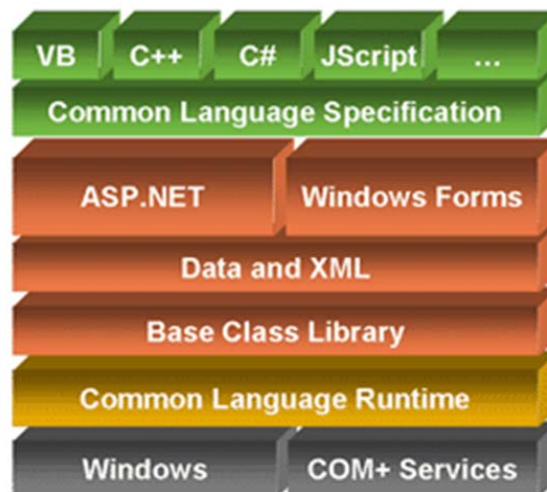 VB C++ C# JScript ...
Common Language Specification
ASP.NET Windows Forms
Data and XML
Base Class Library
Common Language Runtime
Windows COM+ Services